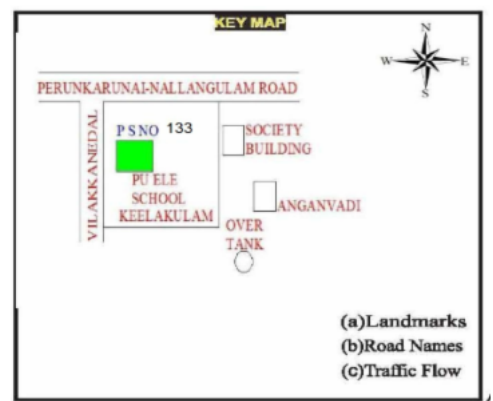 KEY MAP
N
W E
S
PERUNKARUNAI-NALLANGULAM ROAD
VILAKKANEDAL
P S NO 133
PU ELE
SCHOOL
KEELAKULAM
SOCIETY
BUILDING
ANGANVADI
OVER
TANK
(a)Landmarks
(b)Road Names
(c)Traffic Flow